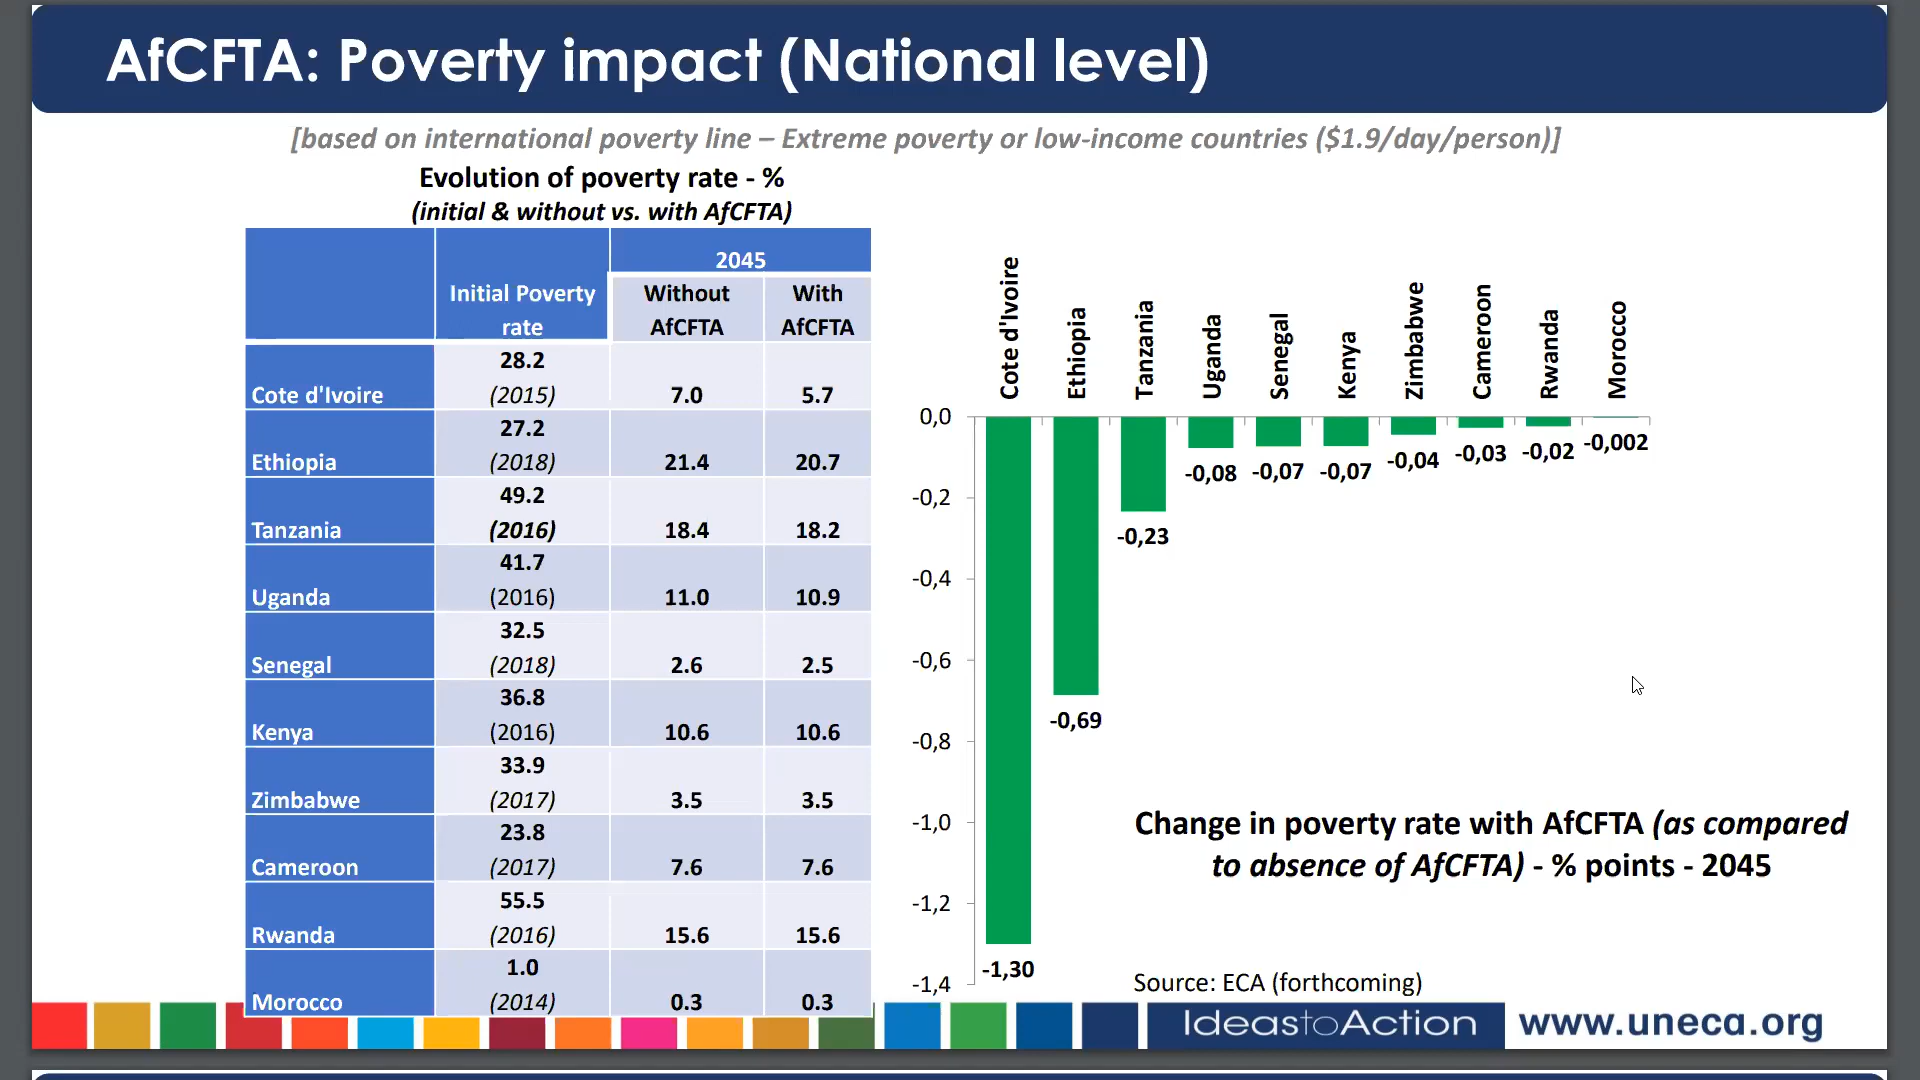 AfCFTA: Poverty impact (National level)
[based on international poverty line – Extreme poverty or low-income countries ($1.9/day/person)]
Evolution of poverty rate - %
(initial & without vs. with AfCFTA)
2045
Initial Poverty rate
Without AfCFTA
With AfCFTA
28.2
Cote d'Ivoire (2015) 7.0 5.7
27.2
Ethiopia (2018) 21.4 20.7
49.2
Tanzania (2016) 18.4 18.2
41.7
Uganda (2016) 11.0 10.9
32.5
Senegal (2018) 2.6 2.5
36.8
Kenya (2016) 10.6 10.6
33.9
Zimbabwe (2017) 3.5 3.5
23.8
Cameroon (2017) 7.6 7.6
55.5
Rwanda (2016) 15.6 15.6
1.0
Morocco (2014) 0.3 0.3
Cote d'Ivoire
Ethiopia
Tanzania
Uganda
Senegal
Kenya
Zimbabwe
Cameroon
Rwanda
Morocco
0,0
-0,2
-0,4
-0,6
-0,8
-1,0
-1,2
-1,4
-1,30
-0,69
-0,23
-0,08
-0,07
-0,07
-0,04
-0,03
-0,02
-0,002
Change in poverty rate with AfCFTA (as compared
to absence of AfCFTA) - % points - 2045
Source: ECA (forthcoming)
IdeastoAction
www.uneca.org